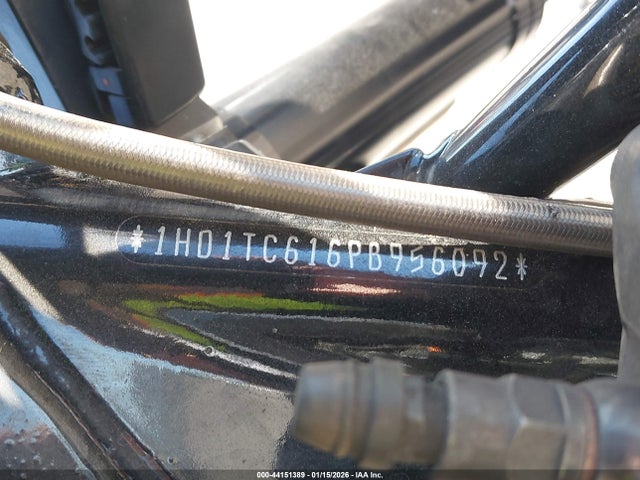 *1HD1TC616PB956092*
000-44151389 - 01/15/2026 - IAA Inc.